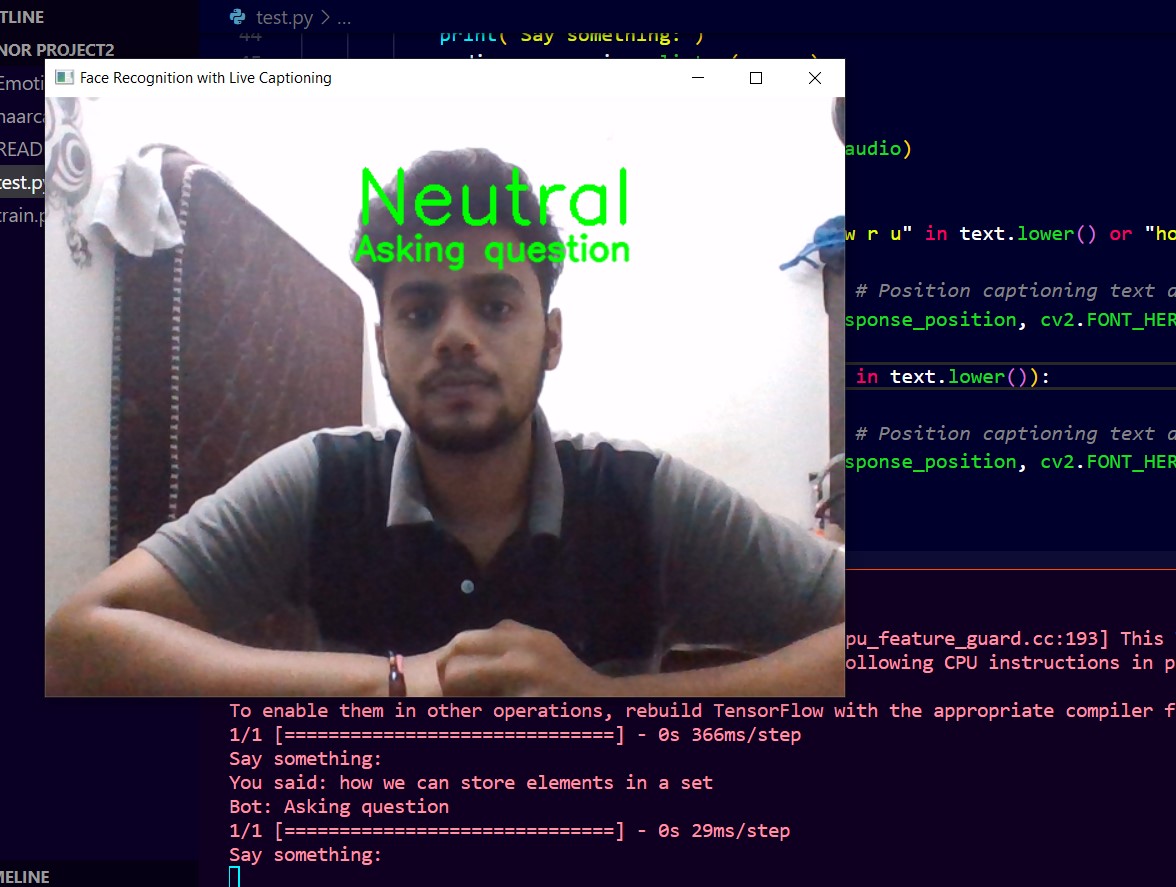 TLINE
NOR PROJECT2
Emoti
haarca
READ
test.py
train.p
MELINE
test.py > ...
44
print("Say something:")
Face Recognition with Live Captioning
Neutral
Asking question
audio)
w r u" in text.lower() or "ho
# Position captioning text a
sponse_position, cv2.FONT_HER
in text.lower()):
# Position captioning text a
sponse_position, cv2.FONT_HER
pu_feature_guard.cc:193] This
ollowing CPU instructions in p
To enable them in other operations, rebuild TensorFlow with the appropriate compiler f
1/1 [==============================] - 0s 366ms/step
Say something:
You said: how we can store elements in a set
Bot: Asking question
1/1 [==============================] - 0s 29ms/step
Say something: